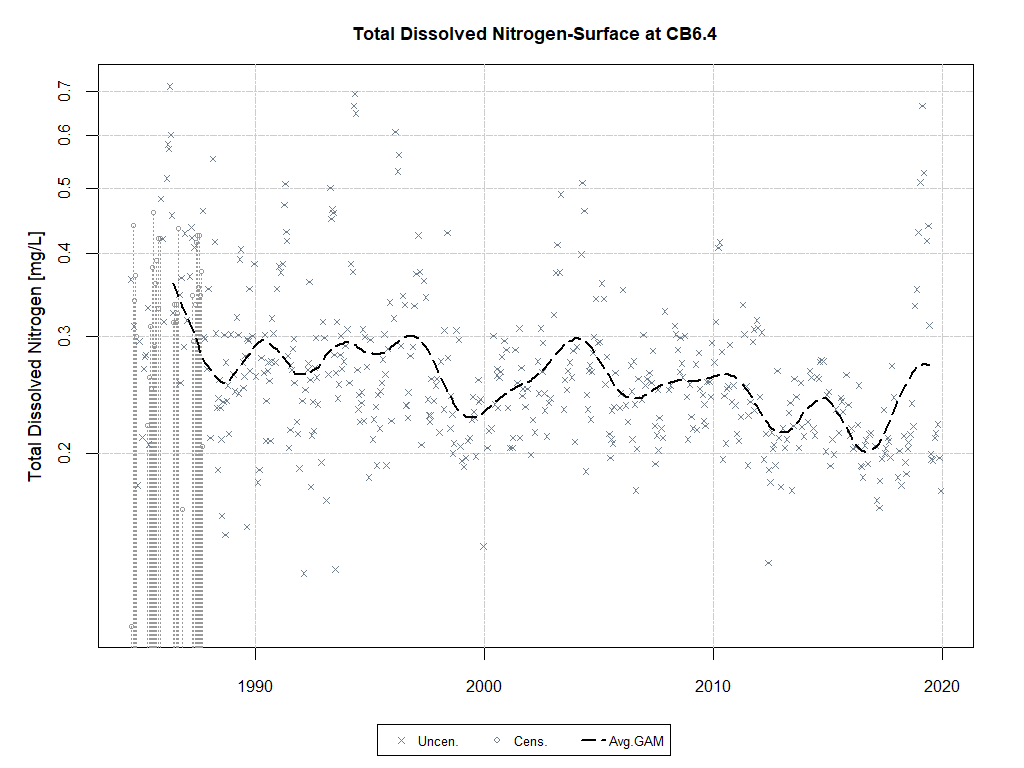 Total Dissolved Nitrogen-Surface at CB6.4
Total Dissolved Nitrogen [mg/L]
0.7
0.6
0.5
0.4
0.3
0.2
1990 2000 2010 2020
Uncen. Cens. Avg.GAM